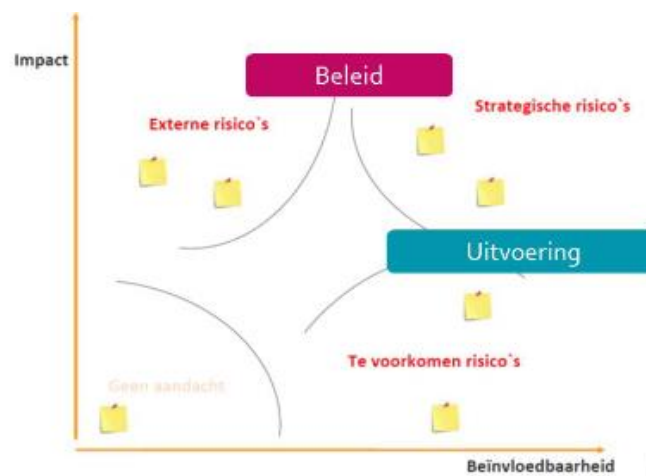 Impact
Beleid
Externe risico`s
Strategische risico`s
Uitvoering
Te voorkomen risico`s
Geen aandacht
Beïnvloedbaarheid